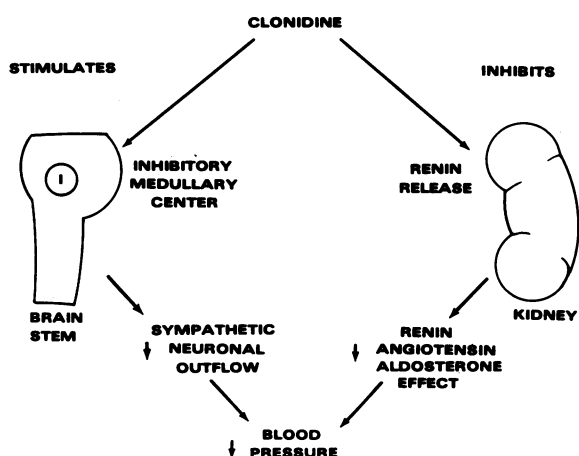 CLONIDINE
STIMULATES
INHIBITS
I
INHIBITORY
MEDULLARY
CENTER
RENIN
RELEASE
BRAIN
STEM
KIDNEY
SYMPATHETIC
↓ NEURONAL
OUTFLOW
RENIN
↓ ANGIOTENSIN
ALDOSTERONE
EFFECT
BLOOD
↓ PRESSURE